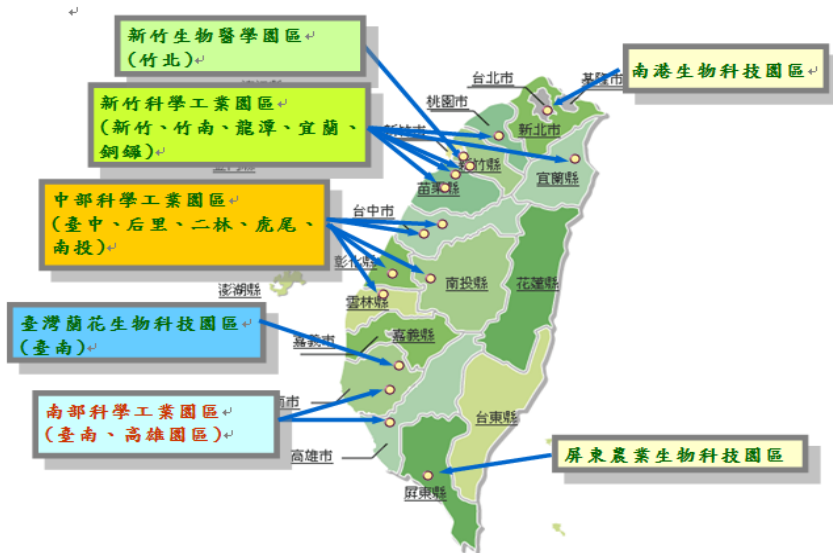 新竹生物醫學園區
(竹北)
新竹科學工業園區
(新竹、竹南、龍潭、宜蘭、
銅鑼)
中部科學工業園區
(臺中、后里、二林、虎尾、
南投)
臺灣蘭花生物科技園區
(臺南)
南部科學工業園區
(臺南、高雄園區)
南港生物科技園區
屏東農業生物科技園區
台北市
基隆市
桃園市
新北市
新竹縣
宜蘭縣
苗栗縣
台中市
彰化縣
南投縣
花蓮縣
澎湖縣
雲林縣
嘉義市
嘉義縣
南市
台東縣
高雄市
屏東縣